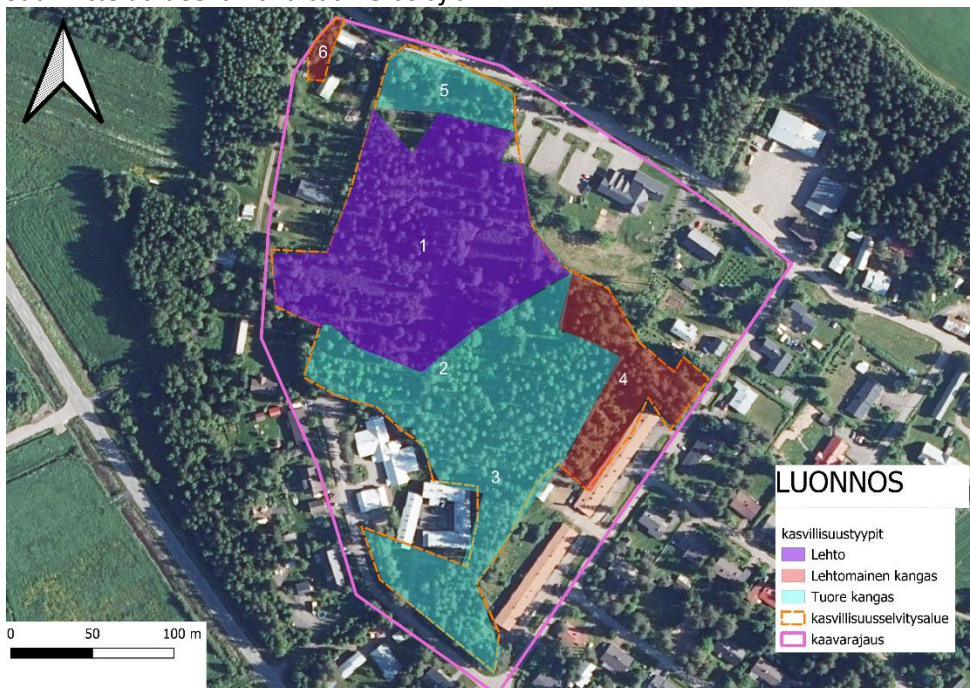 6
5
1
2
4
3
LUONNOS
kasvillisuustyypit
Lehto
Lehtomainen kangas
Tuore kangas
kasvillisuusselvitysalue
kaavarajaus
0 50 100 m